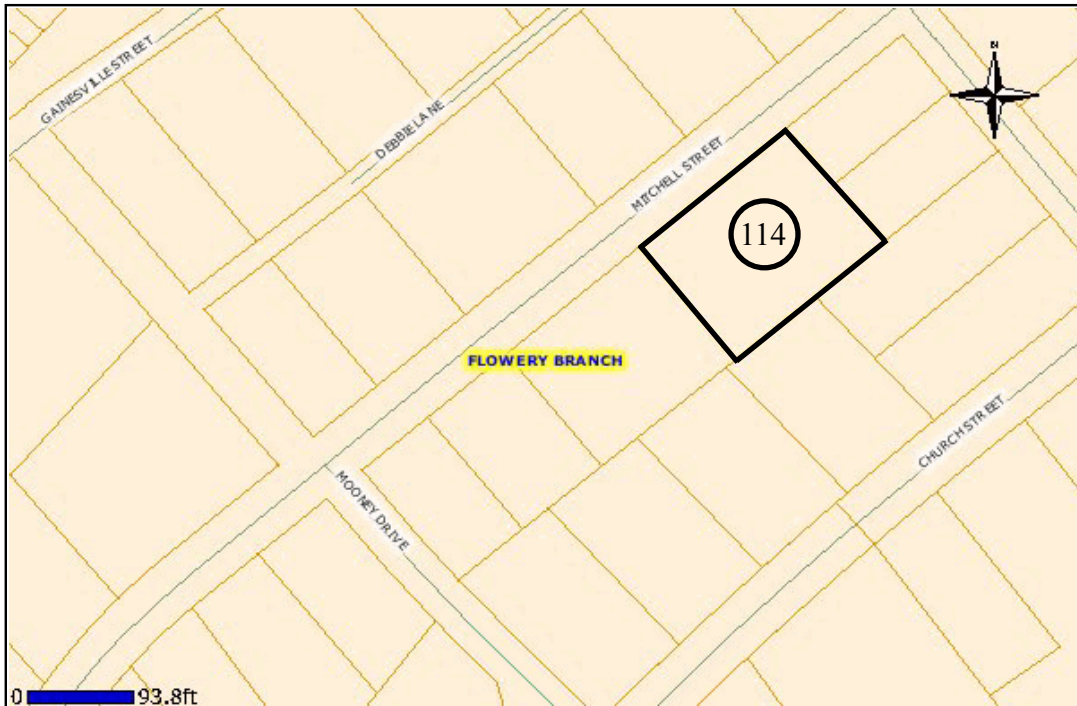 N
GAINESVILLE STREET
DEBBIE LANE
MITCHELL STREET
114
FLOWERY BRANCH
CHURCH STREET
MOONEY DRIVE
0 93.8ft